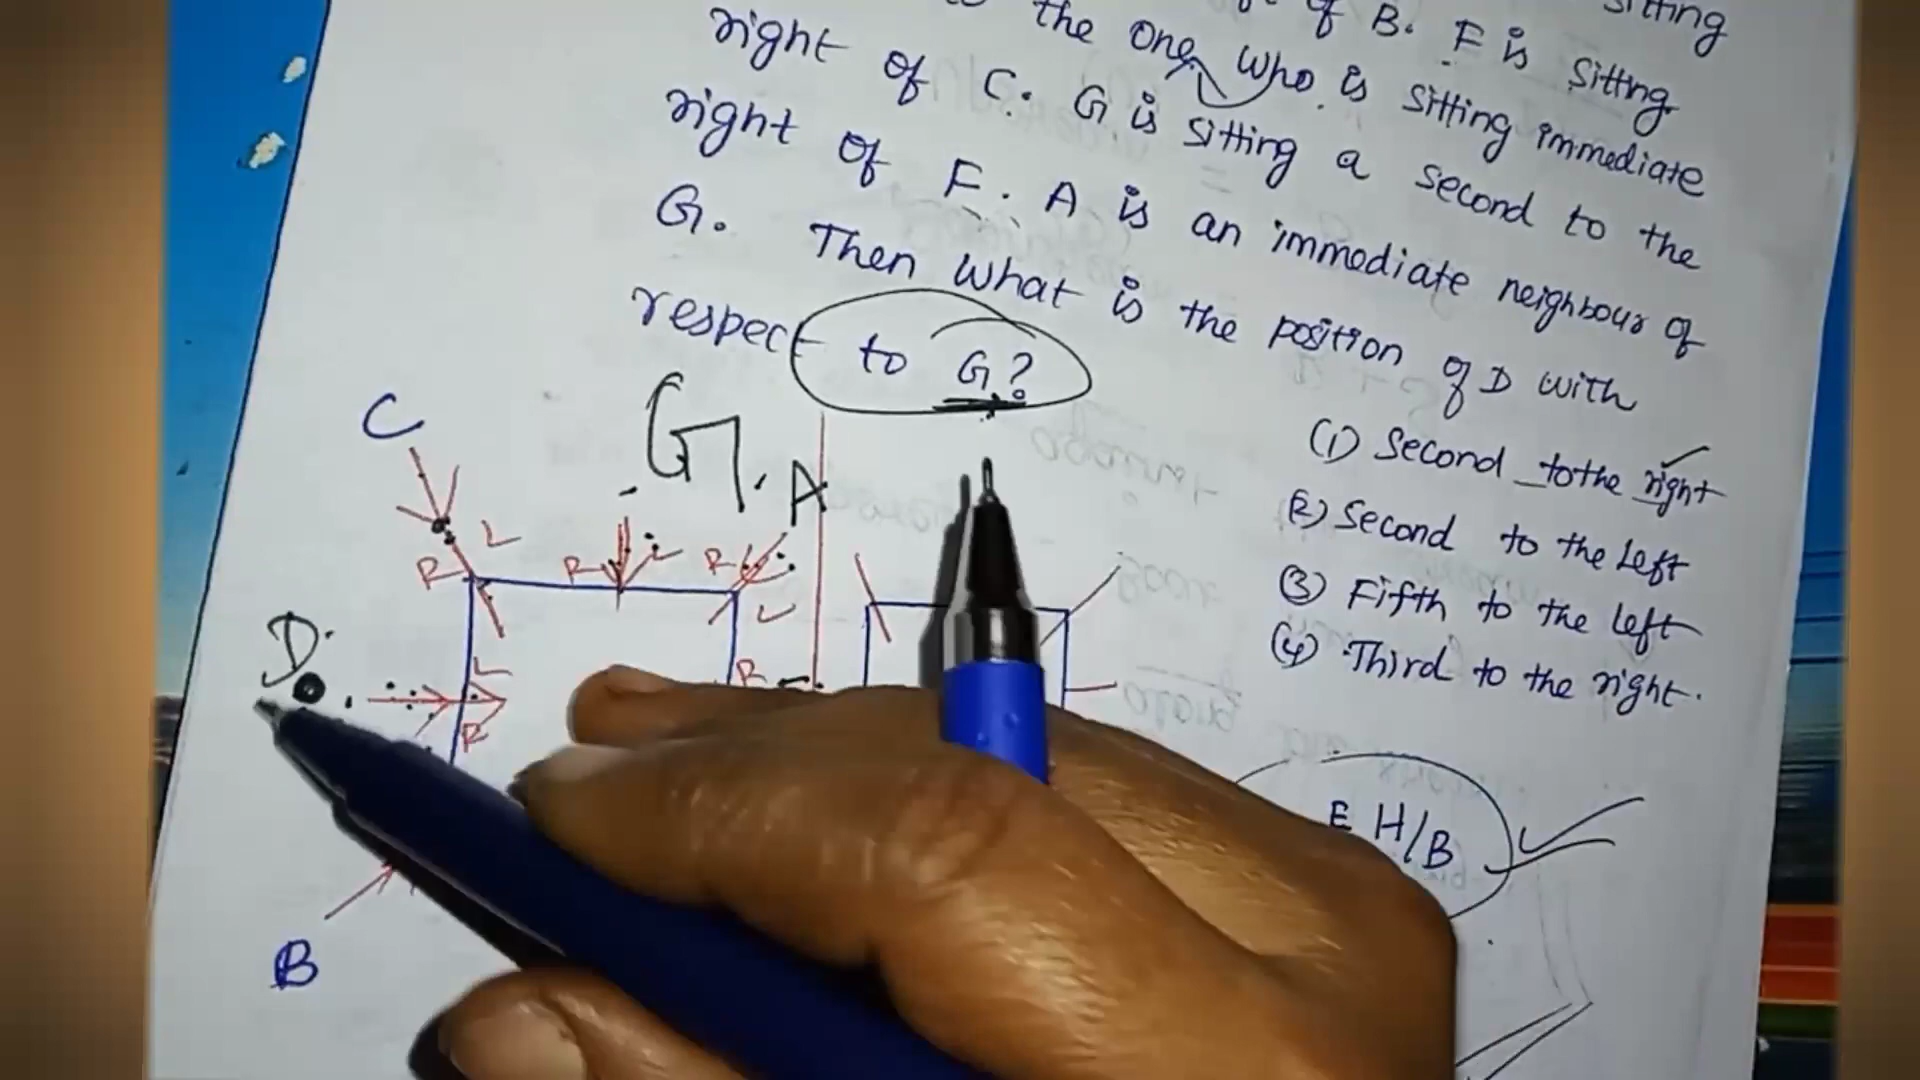 sitting
of B. F is sitting
the one who is sitting immediate
right of C. G is sitting a second to the
right of F. A is an immediate neighbour of
G. Then what is the position of D with
respect to G?
(1) Second to the right
(2) Second to the left
(3) Fifth to the left
(4) Third to the right.
C
G
A
R L
R L
R L
D
L
R
R
B
E H/B